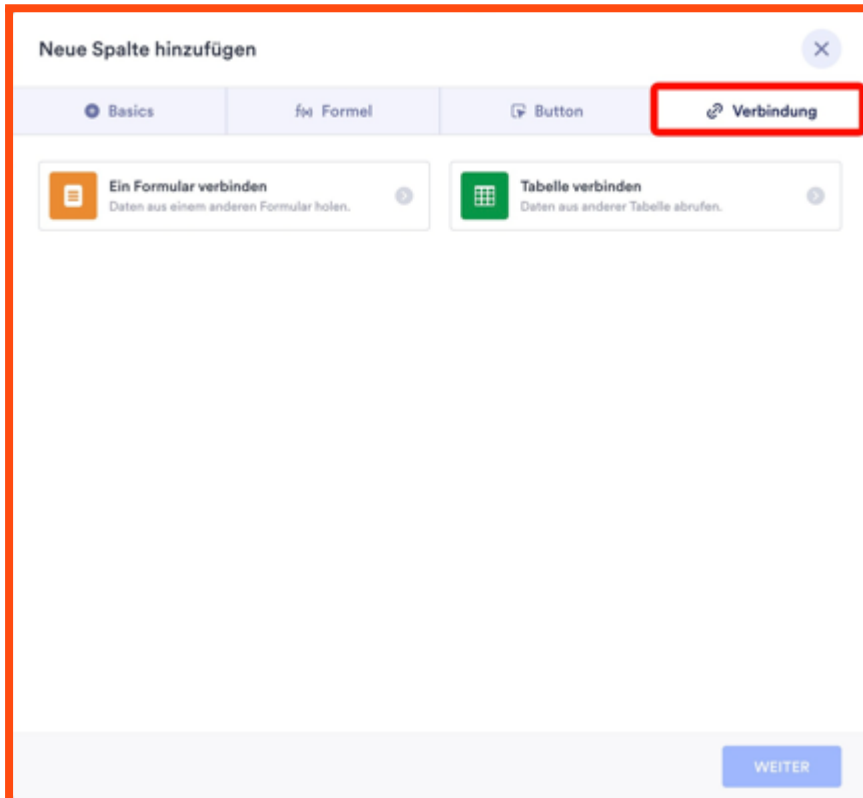 Neue Spalte hinzufügen
Basics
f(x) Formel
Button
Verbindung
Ein Formular verbinden
Daten aus einem anderen Formular holen.
Tabelle verbinden
Daten aus anderer Tabelle abrufen.
WEITER